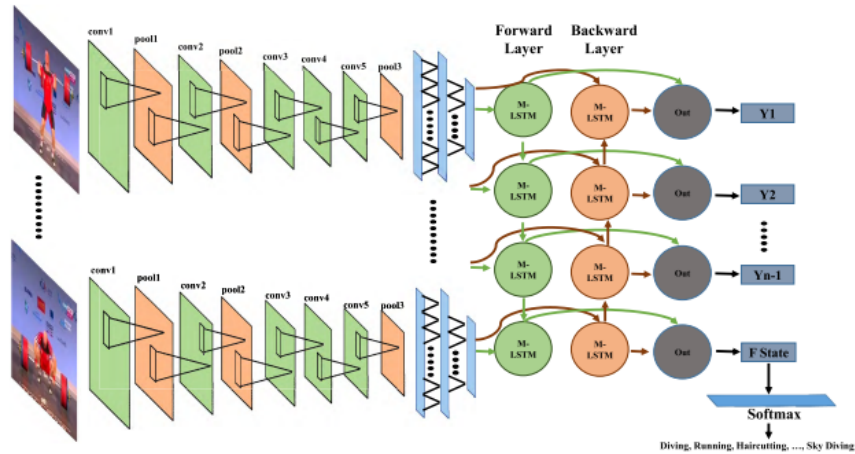 conv1
pool1
conv2
pool2
conv3
conv4
conv5
pool3
Forward
Layer
Backward
Layer
M-
LSTM
M-
LSTM
Out
Y1
M-
LSTM
M-
LSTM
Out
Y2
M-
LSTM
M-
LSTM
Out
Yn-1
conv1
pool1
conv2
pool2
conv3
conv4
conv5
pool3
M-
LSTM
M-
LSTM
Out
F State
Softmax
Diving, Running, Haircutting, ..., Sky Diving